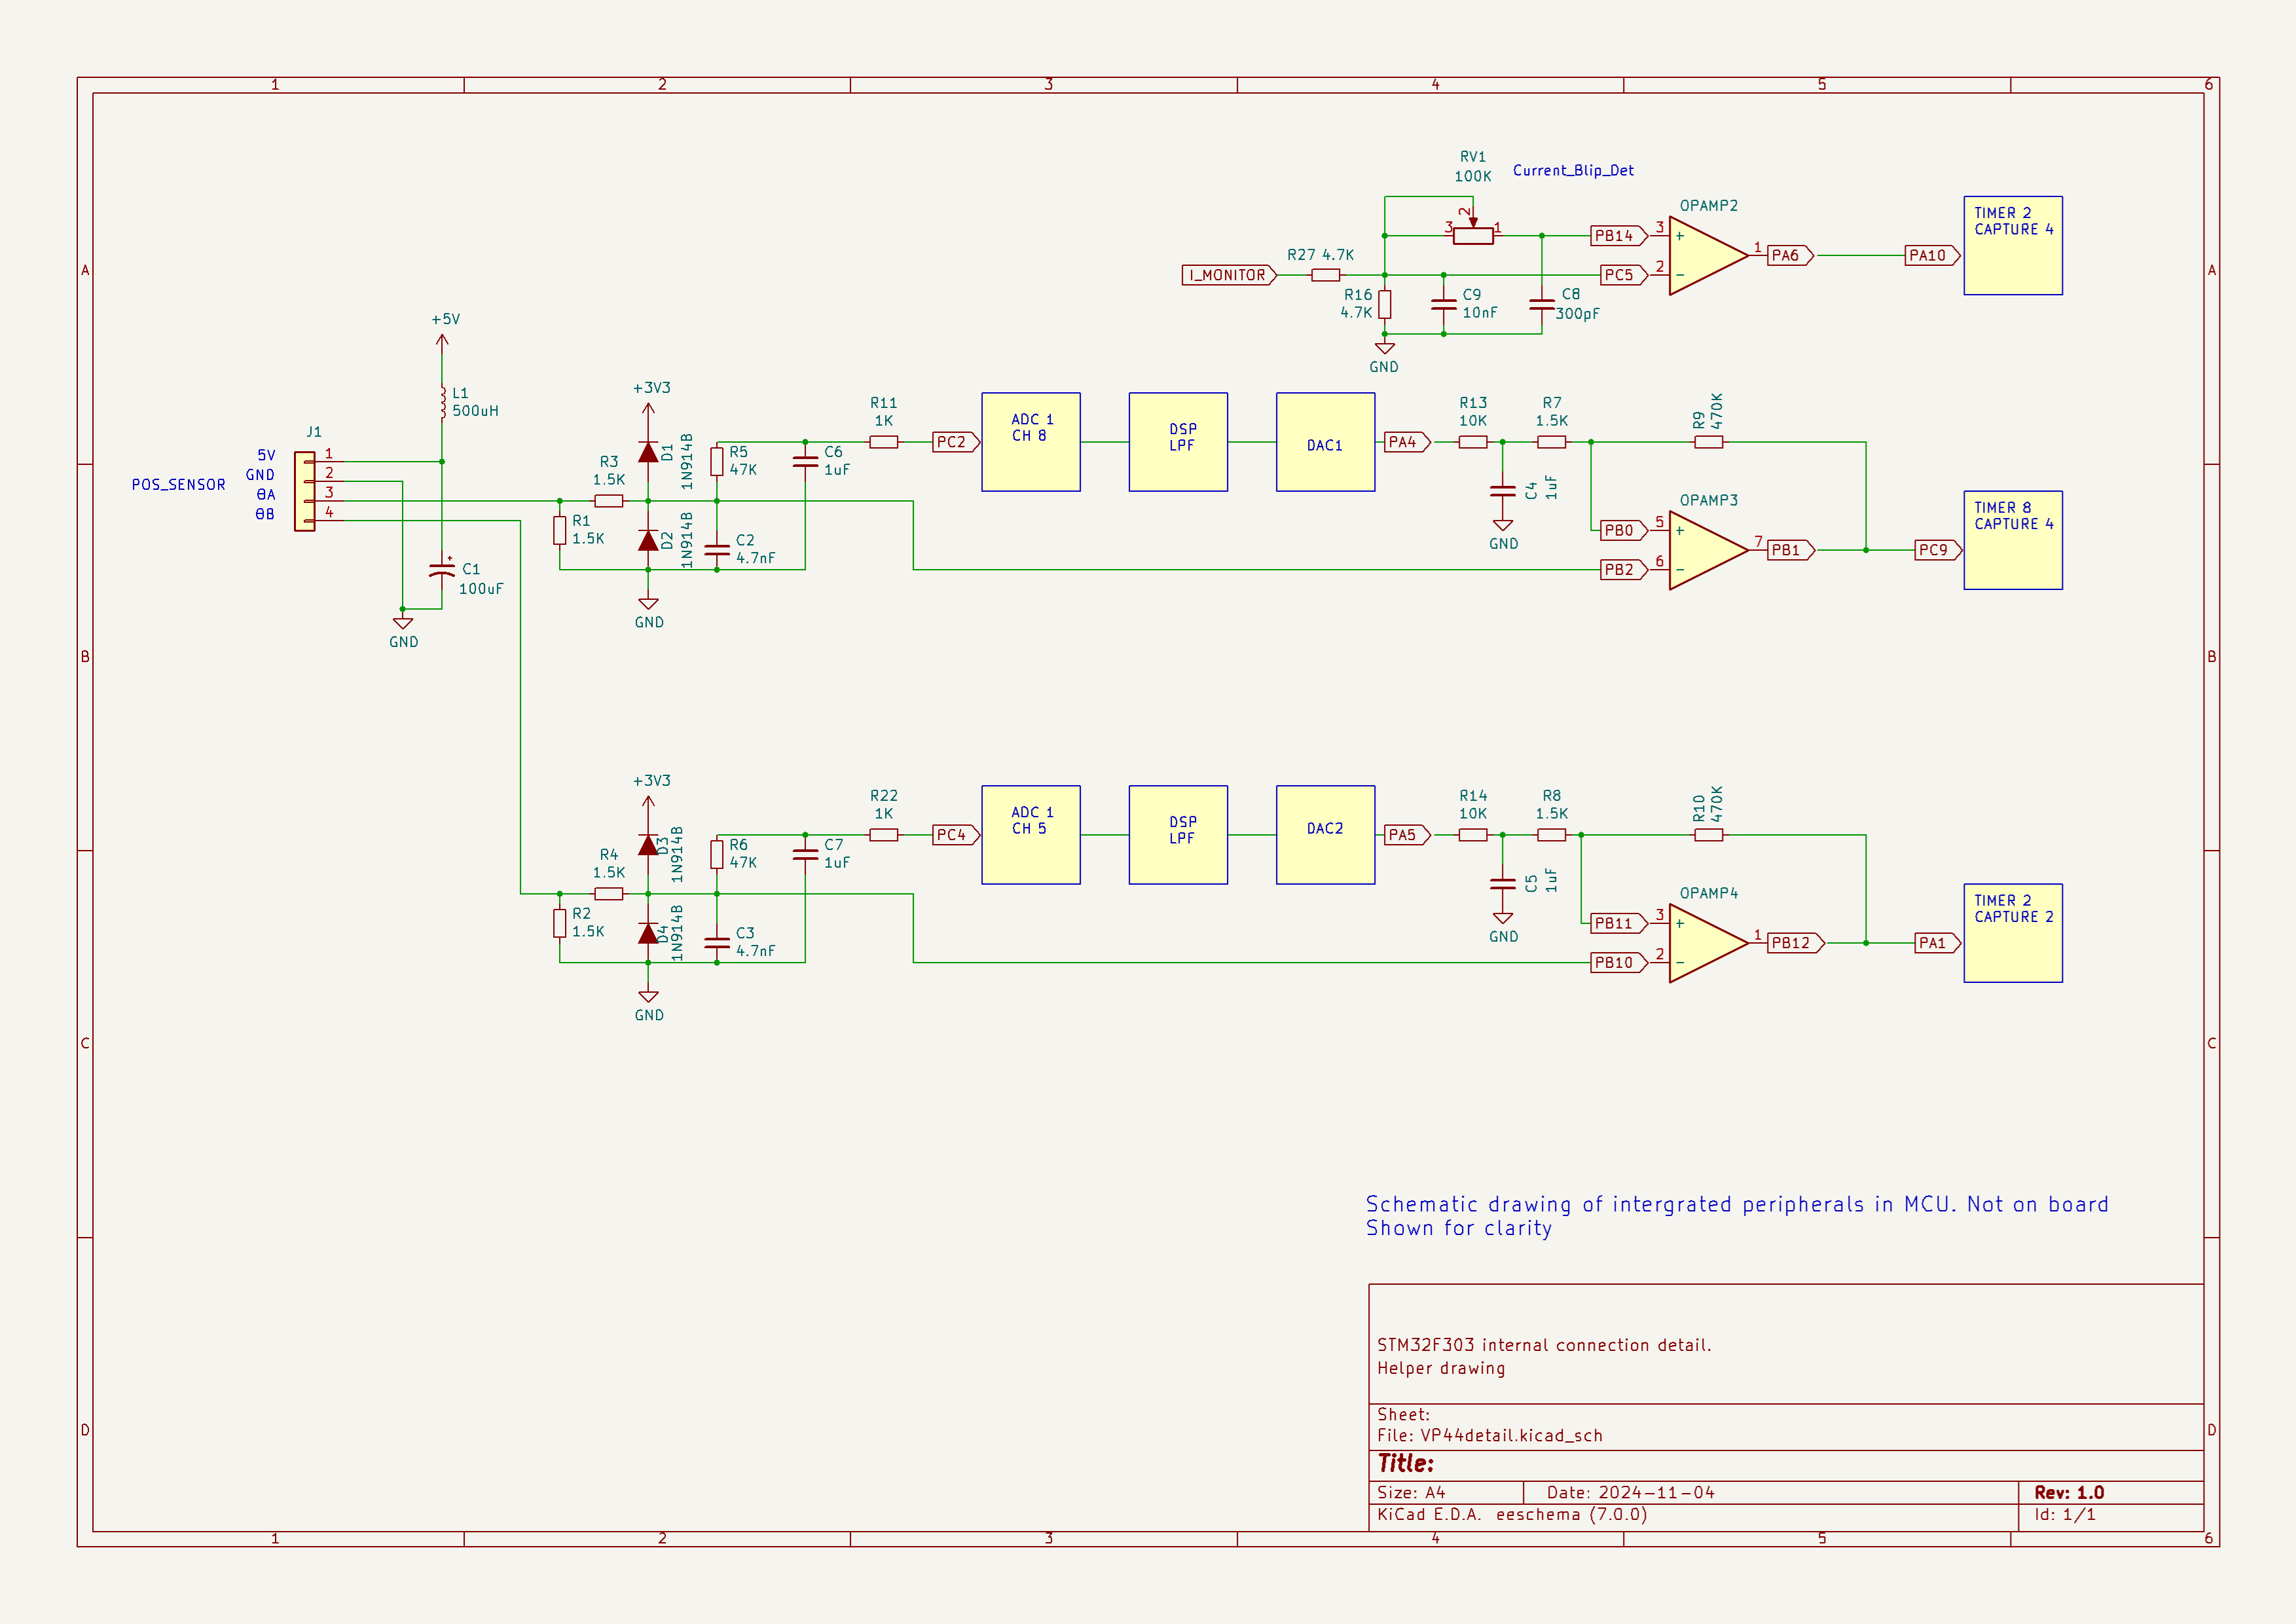 1 2 3 4 5 6
A
B
C
D
RV1
100K
Current_Blip_Det
OPAMP2
TIMER 2
CAPTURE 4
2
3 1
PB14
3
+
1
PA6
PA10
R27 4.7K
I_MONITOR
PC5
2
-
R16
4.7K
C9
10nF
C8
300pF
GND
+5V
L1
500uH
J1
POS_SENSOR
5V
GND
ΘA
ΘB
1
2
3
4
C1
100uF
+
GND
+3V3
D1
1N914B
R3
1.5K
R1
1.5K
D2
1N914B
R5
47K
C2
4.7nF
C6
1uF
GND
R11
1K
PC2
ADC 1
CH 8
DSP
LPF
DAC1
PA4
R13
10K
R7
1.5K
R9
470K
C4
1uF
GND
OPAMP3
PB0
5
+
PB2
6
-
7
PB1
PC9
TIMER 8
CAPTURE 4
+3V3
D3
1N914B
R4
1.5K
R2
1.5K
D4
1N914B
R6
47K
C3
4.7nF
C7
1uF
GND
R22
1K
PC4
ADC 1
CH 5
DSP
LPF
DAC2
PA5
R14
10K
R8
1.5K
R10
470K
C5
1uF
GND
OPAMP4
PB11
3
+
PB10
2
-
1
PB12
PA1
TIMER 2
CAPTURE 2
Schematic drawing of intergrated peripherals in MCU. Not on board
Shown for clarity
STM32F303 internal connection detail.
Helper drawing
Sheet:
File: VP44detail.kicad_sch
Title:
Size: A4 Date: 2024-11-04 Rev: 1.0
KiCad E.D.A. eeschema (7.0.0) Id: 1/1
A
B
C
D
1 2 3 4 5 6